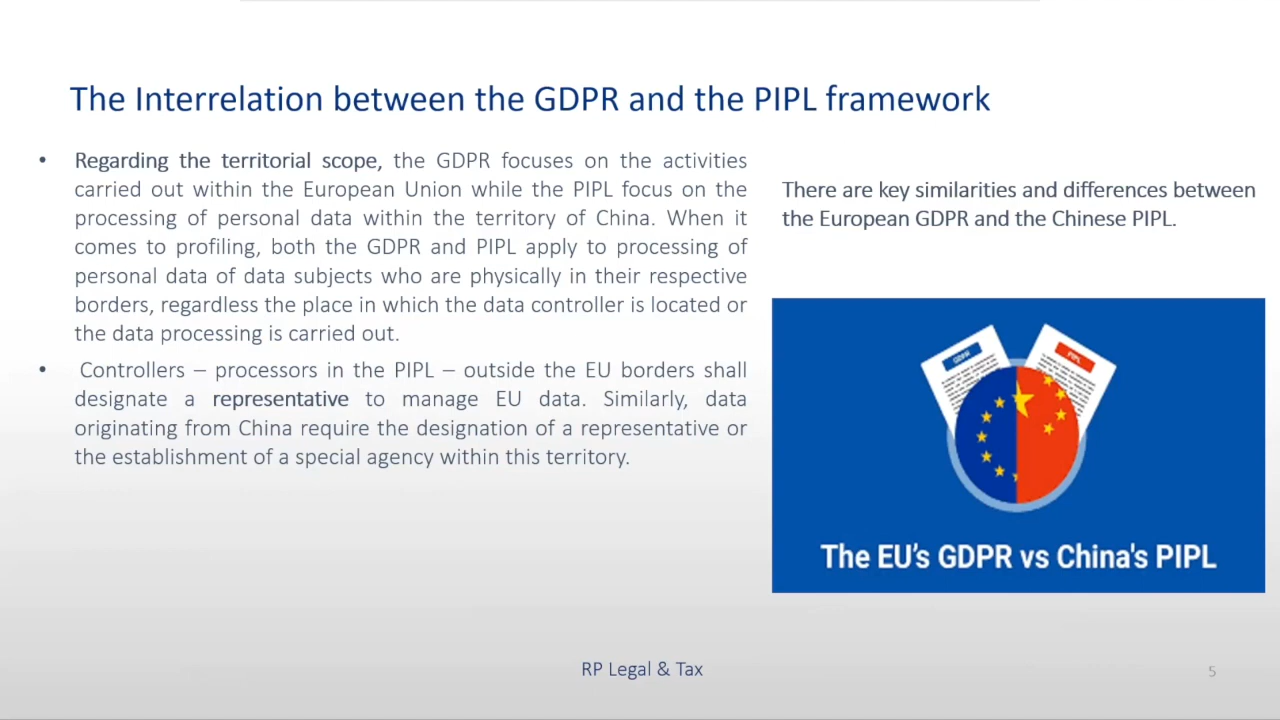 The Interrelation between the GDPR and the PIPL framework
• Regarding the territorial scope, the GDPR focuses on the activities
carried out within the European Union while the PIPL focus on the
processing of personal data within the territory of China. When it
comes to profiling, both the GDPR and PIPL apply to processing of
personal data of data subjects who are physically in their respective
borders, regardless the place in which the data controller is located or
the data processing is carried out.
• Controllers – processors in the PIPL – outside the EU borders shall
designate a representative to manage EU data. Similarly, data
originating from China require the designation of a representative or
the establishment of a special agency within this territory.
There are key similarities and differences between
the European GDPR and the Chinese PIPL.
GDPR
PIPL
The EU's GDPR vs China's PIPL
RP Legal & Tax
5